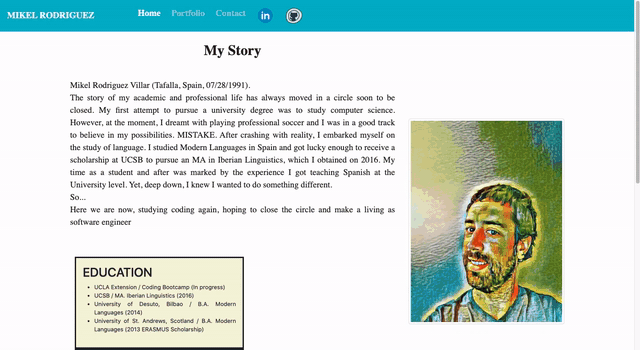 MIKEL RODRIGUEZ
Home Portfolio Contact in
My Story
Mikel Rodriguez Villar (Tafalla, Spain, 07/28/1991).
The story of my academic and professional life has always moved in a circle soon to be
closed. My first attempt to pursue a university degree was to study computer science.
However, at the moment, I dreamt with playing professional soccer and I was in a good track
to believe in my possibilities. MISTAKE. After crashing with reality, I embarked myself on
the study of language. I studied Modern Languages in Spain and got lucky enough to receive a
scholarship at UCSB to pursue an MA in Iberian Linguistics, which I obtained on 2016. My
time as a student and after was marked by the experience I got teaching Spanish at the
University level. Yet, deep down, I knew I wanted to do something different.
So...
Here we are now, studying coding again, hoping to close the circle and make a living as
software engineer
EDUCATION
• UCLA Extension / Coding Bootcamp (In progress)
• UCSB / MA. Iberian Linguistics (2016)
• University of Desuto, Bilbao / B.A. Modern
Languages (2014)
• University of St. Andrews, Scotland / B.A. Modern
Languages (2013 ERASMUS Scholarship)